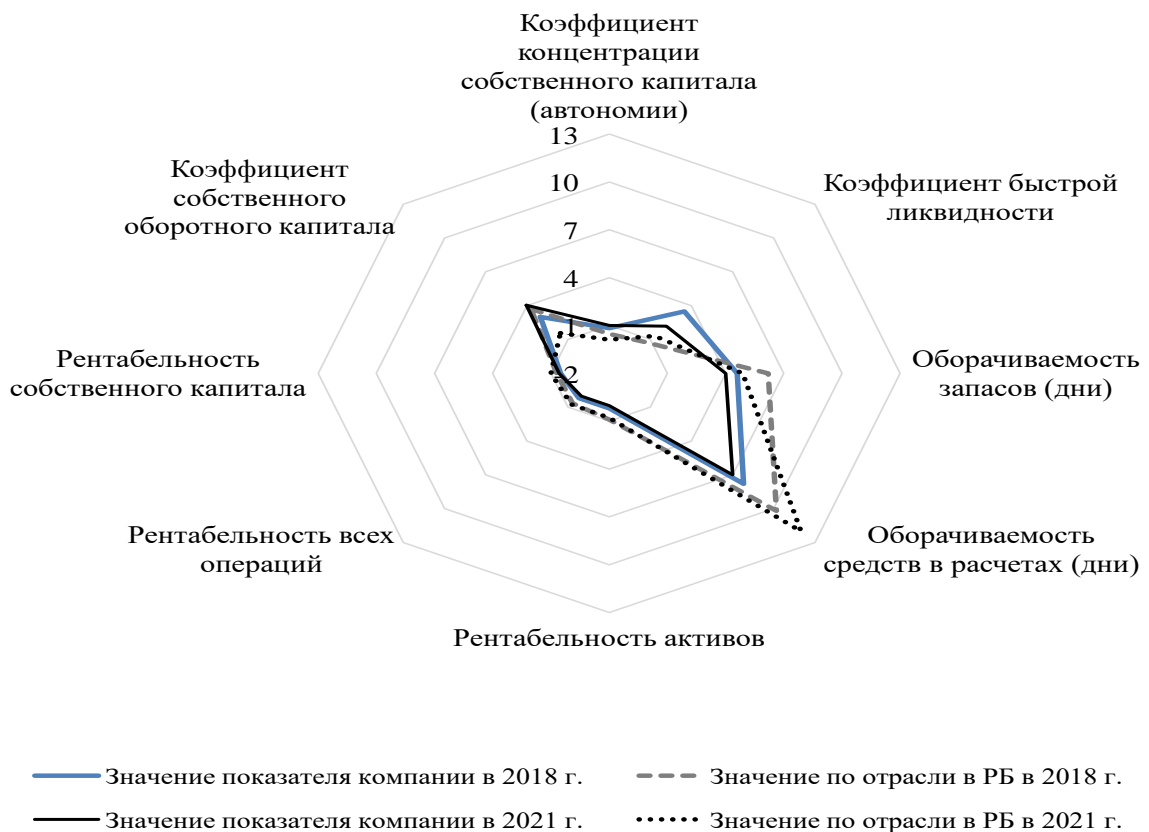 Коэффициент
концентрации
собственного капитала
(автономии)
13
10
7
4
1
-2
Коэффициент быстрой
ликвидности
Оборачиваемость
запасов (дни)
Оборачиваемость
средств в расчетах (дни)
Рентабельность активов
Рентабельность всех
операций
Рентабельность
собственного капитала
Коэффициент
собственного
оборотного капитала
Значение показателя компании в 2018 г.
Значение по отрасли в РБ в 2018 г.
Значение показателя компании в 2021 г.
Значение по отрасли в РБ в 2021 г.